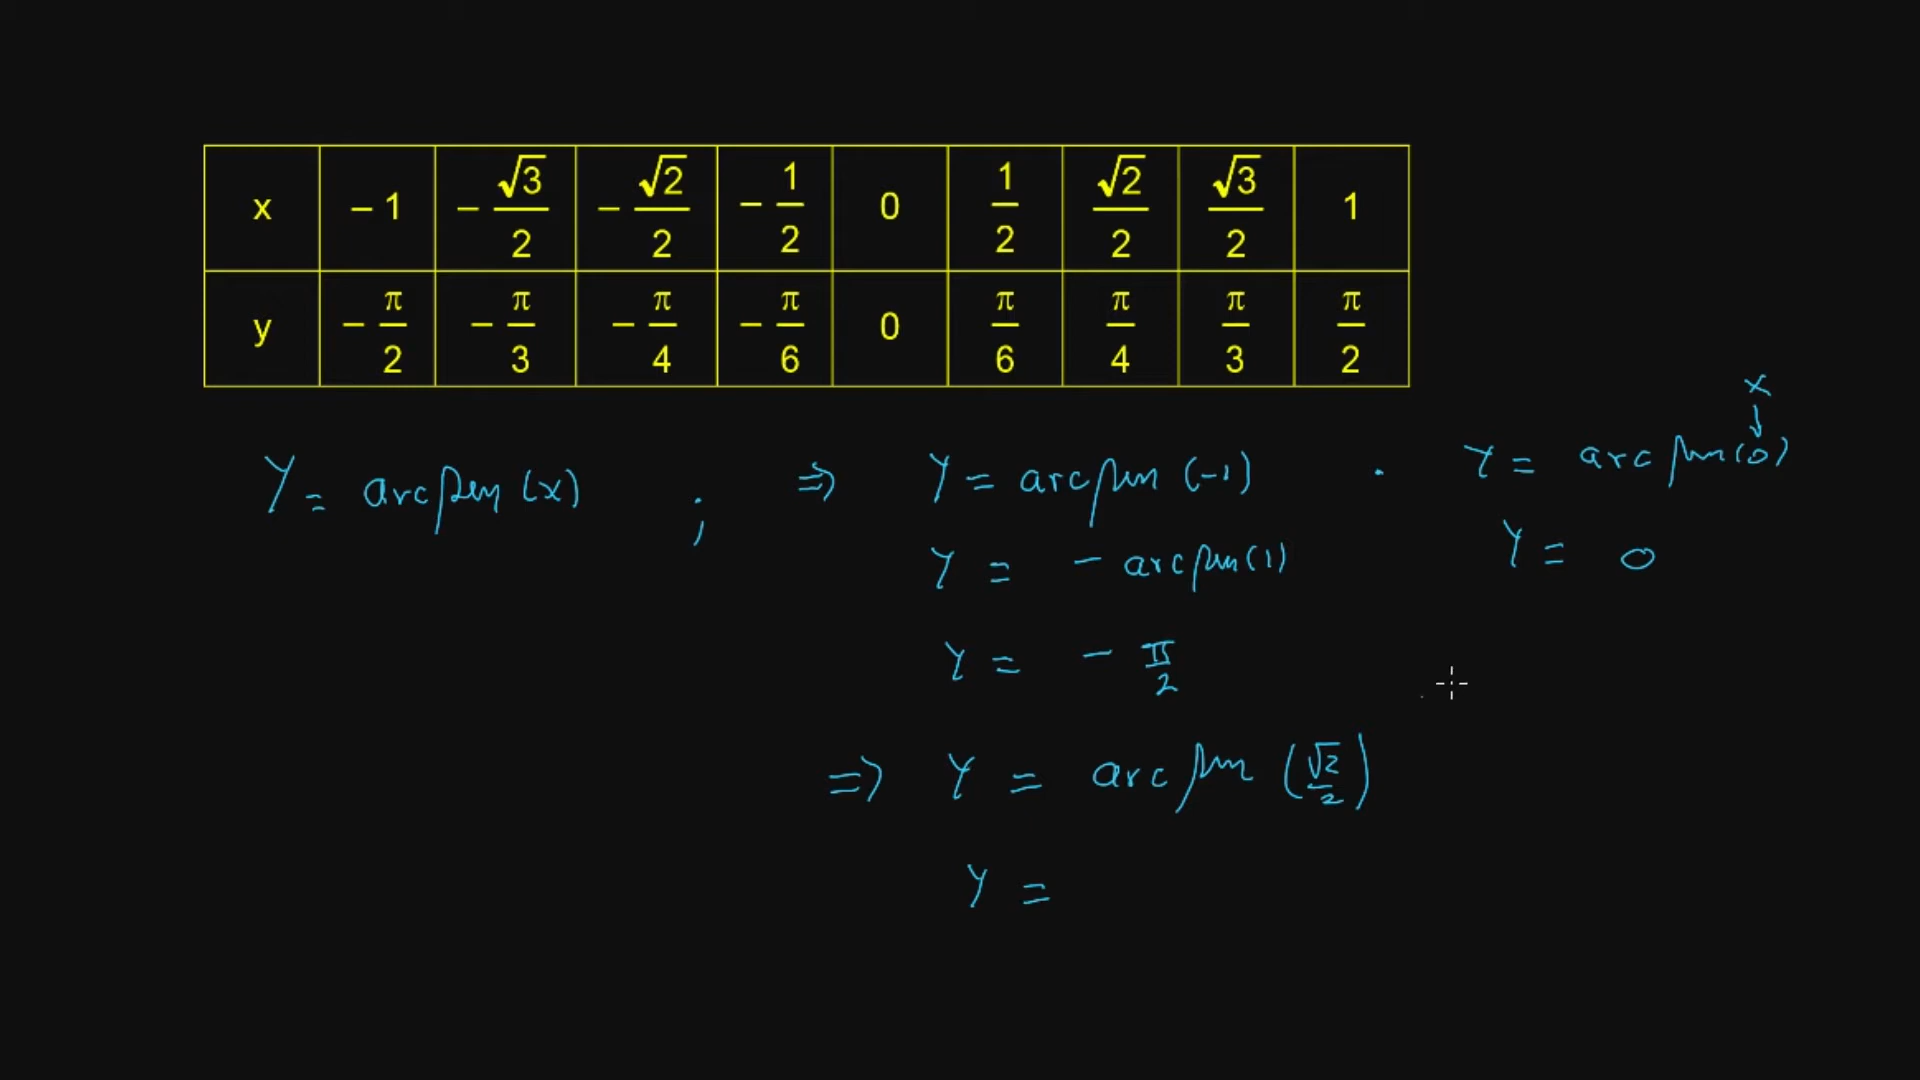 x | – 1 | – √3/2 | – √2/2 | – 1/2 | 0 | 1/2 | √2/2 | √3/2 | 1
y | – π/2 | – π/3 | – π/4 | – π/6 | 0 | π/6 | π/4 | π/3 | π/2
x
↓
Y = arcsen (x) ; ⇒ Y = arcsen (-1) . Y = arcsen(0)
Y = - arcsen(1) Y = 0
Y = - π/2
⇒ Y = arcsen (√2/2)
Y =